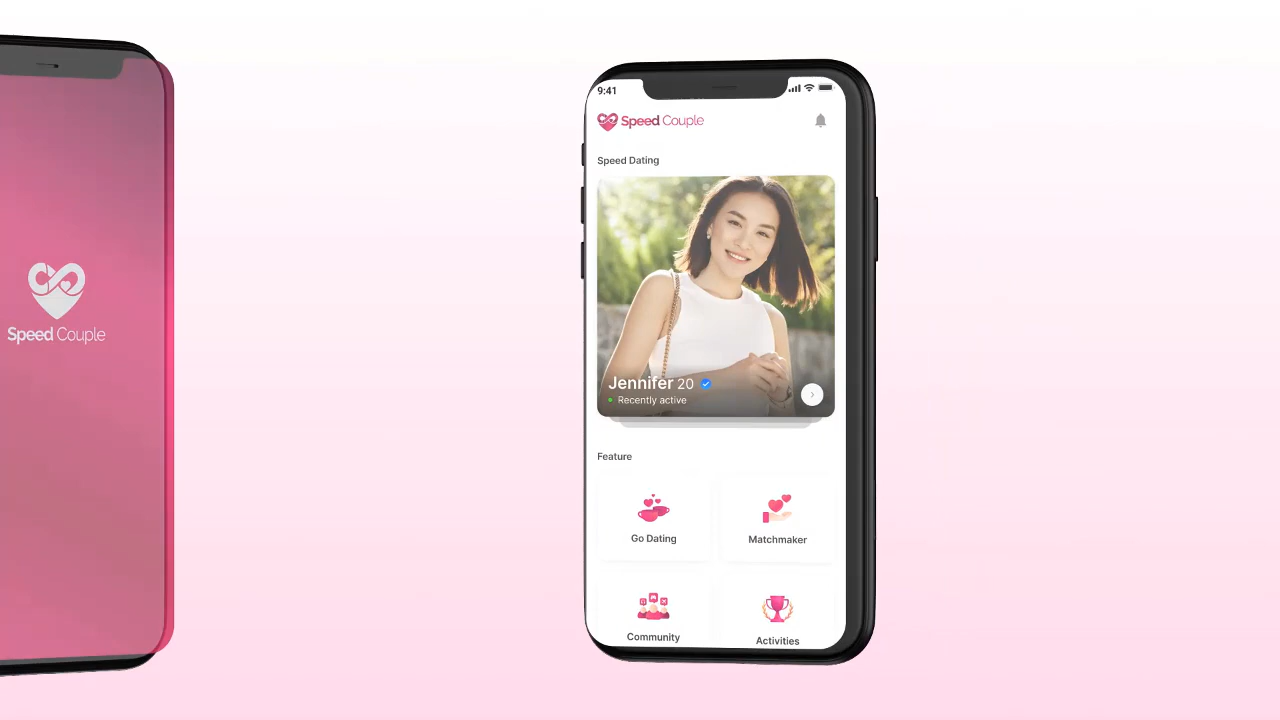 Speed Couple
9:41
Speed Couple
Speed Dating
Jennifer 20
Recently active
Feature
Go Dating
Matchmaker
Community
Activities